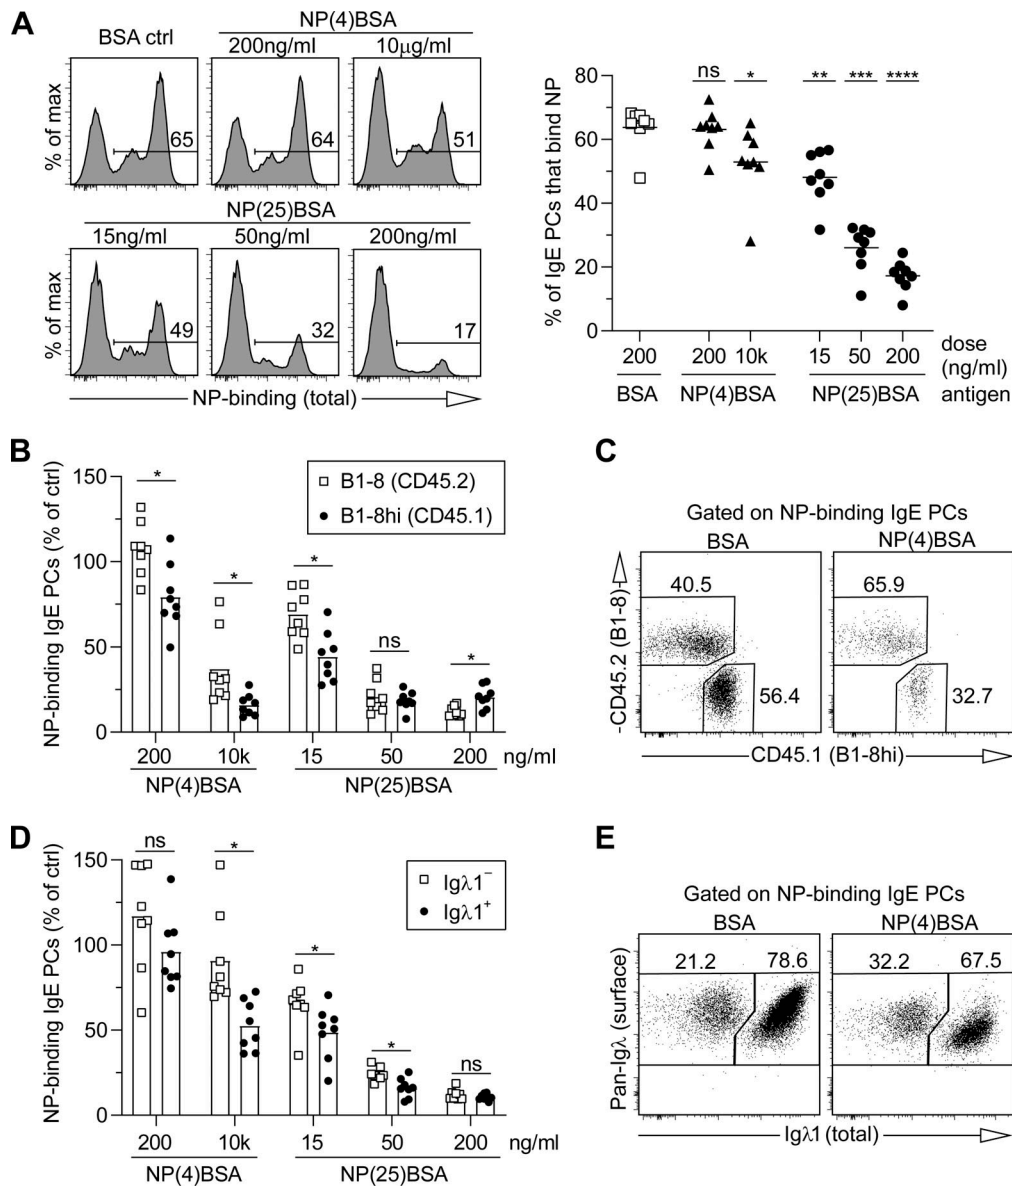 A
NP(4)BSA
BSA ctrl
200ng/ml
10µg/ml
% of max
65
64
51
NP(25)BSA
15ng/ml
50ng/ml
200ng/ml
% of max
49
32
17
NP-binding (total)
% of IgE PCs that bind NP
80
60
40
20
0
ns
*
**
***
****
200
200
10k
15
50
200
dose
(ng/ml)
BSA
NP(4)BSA
NP(25)BSA
antigen
B
NP-binding IgE PCs (% of ctrl)
150
100
50
0
B1-8 (CD45.2)
B1-8hi (CD45.1)
*
*
*
ns
*
200
10k
15
50
200
ng/ml
NP(4)BSA
NP(25)BSA
C
Gated on NP-binding IgE PCs
BSA
NP(4)BSA
CD45.2 (B1-8)
40.5
56.4
65.9
32.7
CD45.1 (B1-8hi)
D
NP-binding IgE PCs (% of ctrl)
150
100
50
0
Igλ1⁻
Igλ1⁺
ns
*
*
*
ns
200
10k
15
50
200
ng/ml
NP(4)BSA
NP(25)BSA
E
Gated on NP-binding IgE PCs
BSA
NP(4)BSA
Pan-Igλ (surface)
21.2
78.6
32.2
67.5
Igλ1 (total)